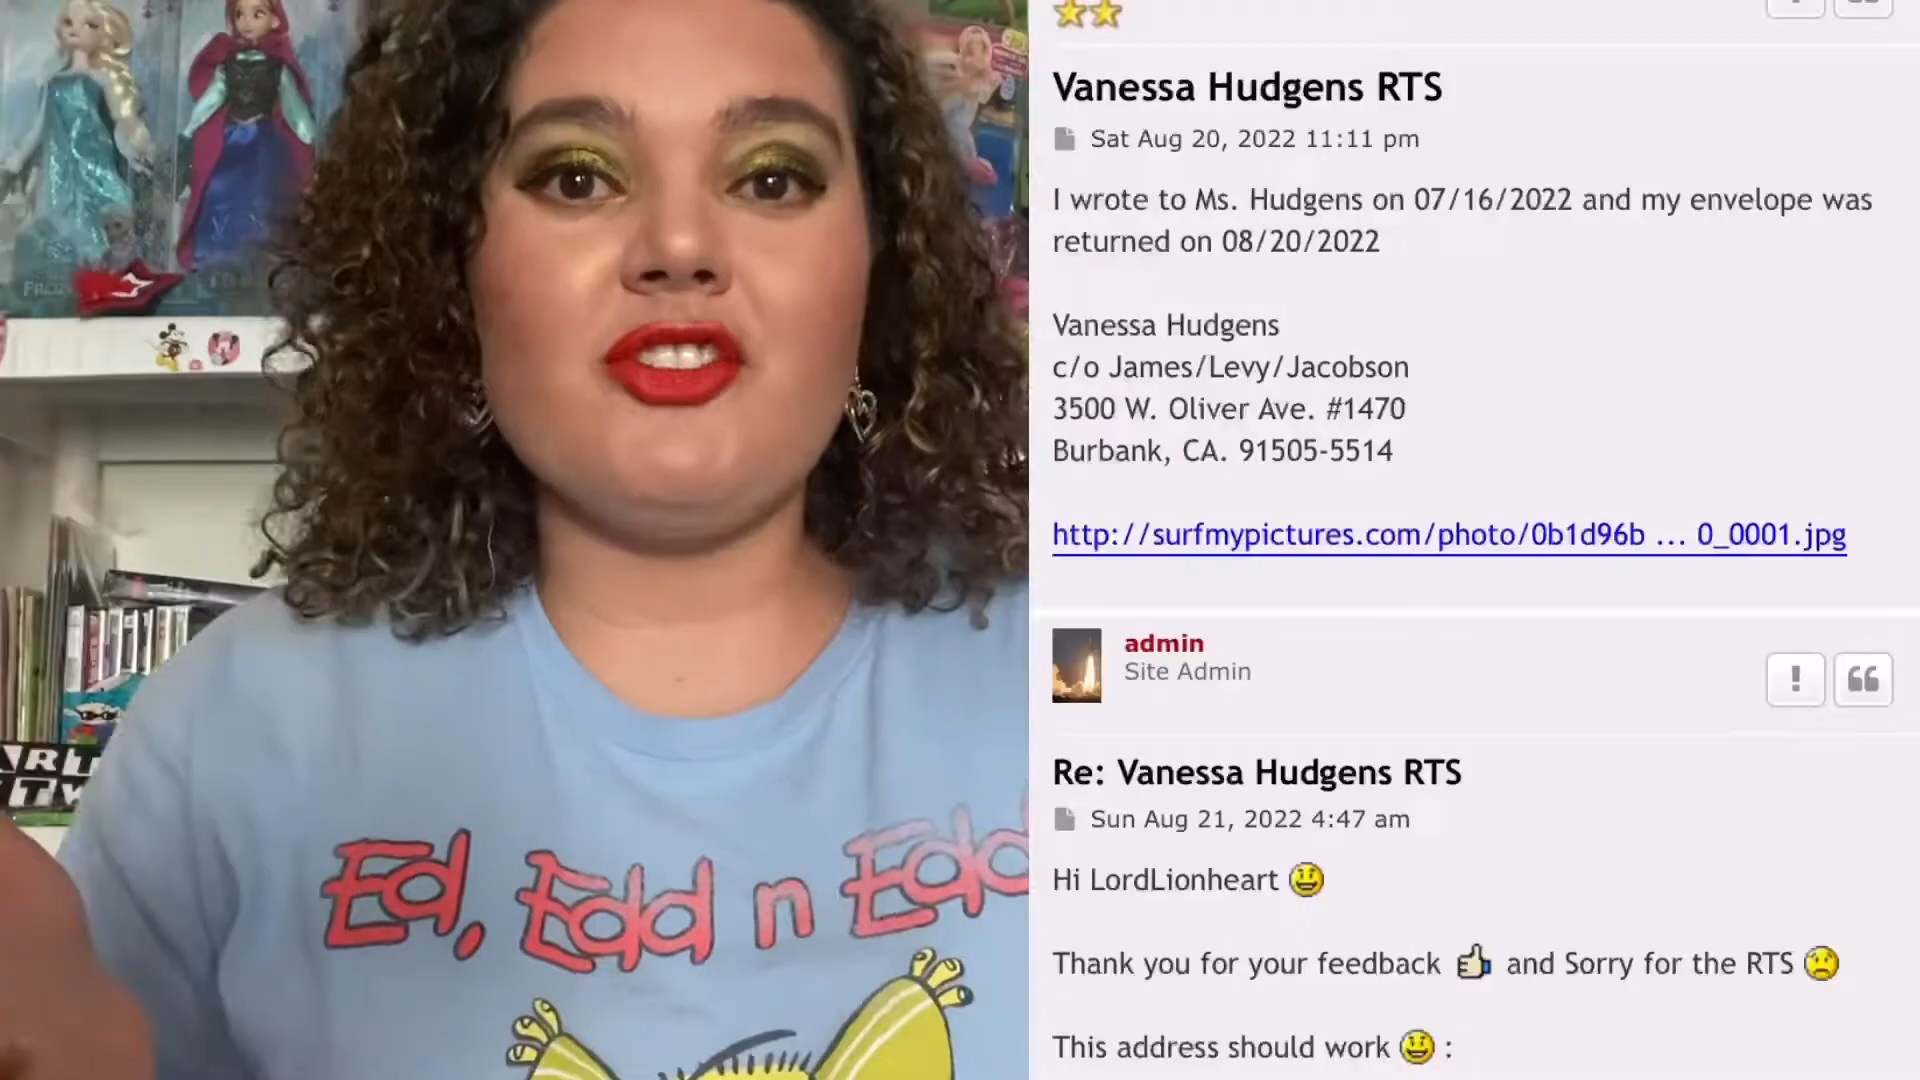 FROZ
ART
TW
Ed, Edd n Edd
Vanessa Hudgens RTS
Sat Aug 20, 2022 11:11 pm
I wrote to Ms. Hudgens on 07/16/2022 and my envelope was
returned on 08/20/2022
Vanessa Hudgens
c/o James/Levy/Jacobson
3500 W. Olive​r Ave. #1470
Burbank, CA. 91505-5514
http://surfmypictures.com/photo/0b1d96b ... 0_0001.jpg
admin
Site Admin
! “
Re: Vanessa Hudgens RTS
Sun Aug 21, 2022 4:47 am
Hi LordLionheart
Thank you for your feedback and Sorry for the RTS
This address should work :